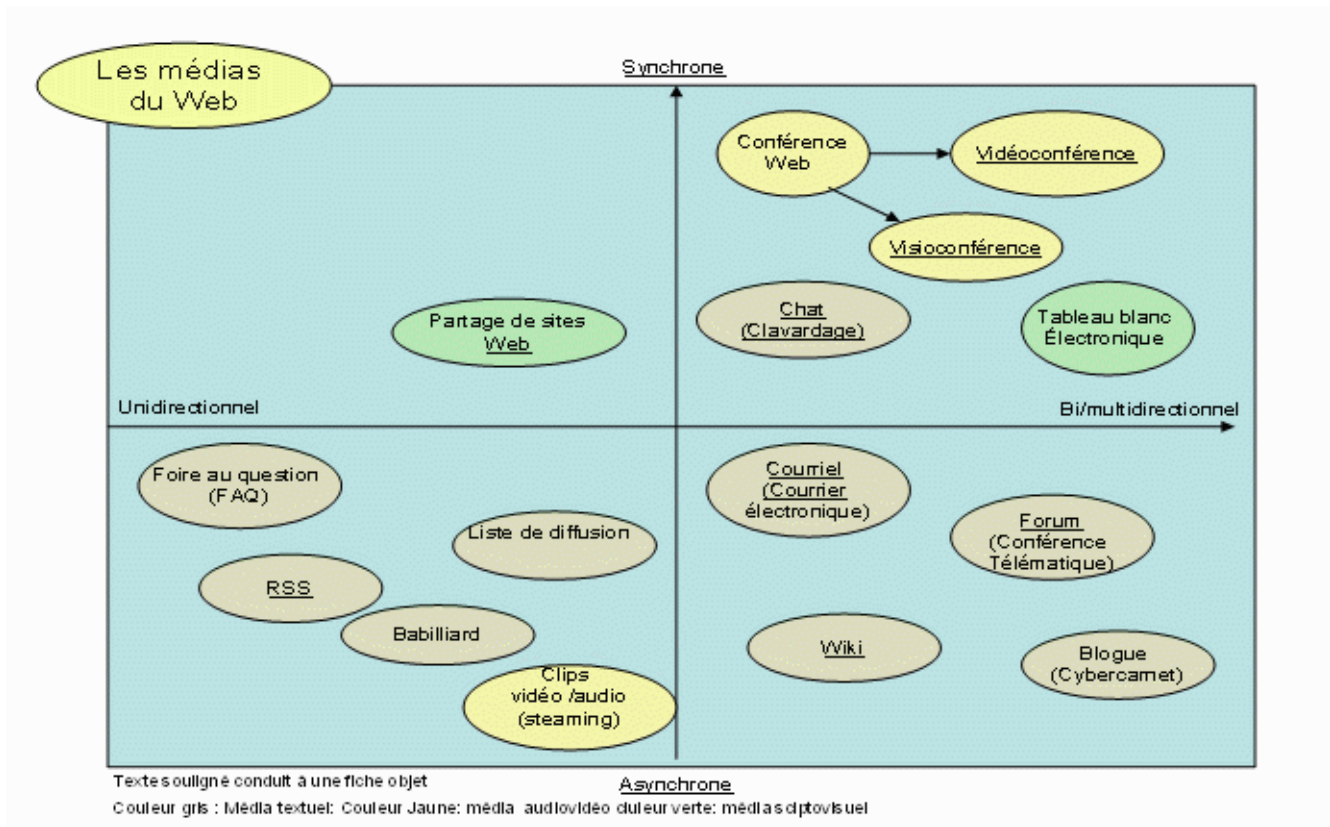 Les médias
du Web
Synchrone
Conférence
Web
Vidéoconférence
Visioconférence
Partage de sites
Web
Chat
(Clavardage)
Tableau blanc
Électronique
Unidirectionnel
Bi/multidirectionnel
Foire au question
(FAQ)
Liste de diffusion
RSS
Babilliard
Clips
vidéo /audio
(steaming)
Courriel
(Courrier
électronique)
Forum
(Conférence
Télématique)
Wiki
Blogue
(Cybercarnet)
Texte souligné conduit à une fiche objet
Asynchrone
Couleur gris : Média textuel: Couleur Jaune: média audiovidéo culeur verte: médiasciptovisuel